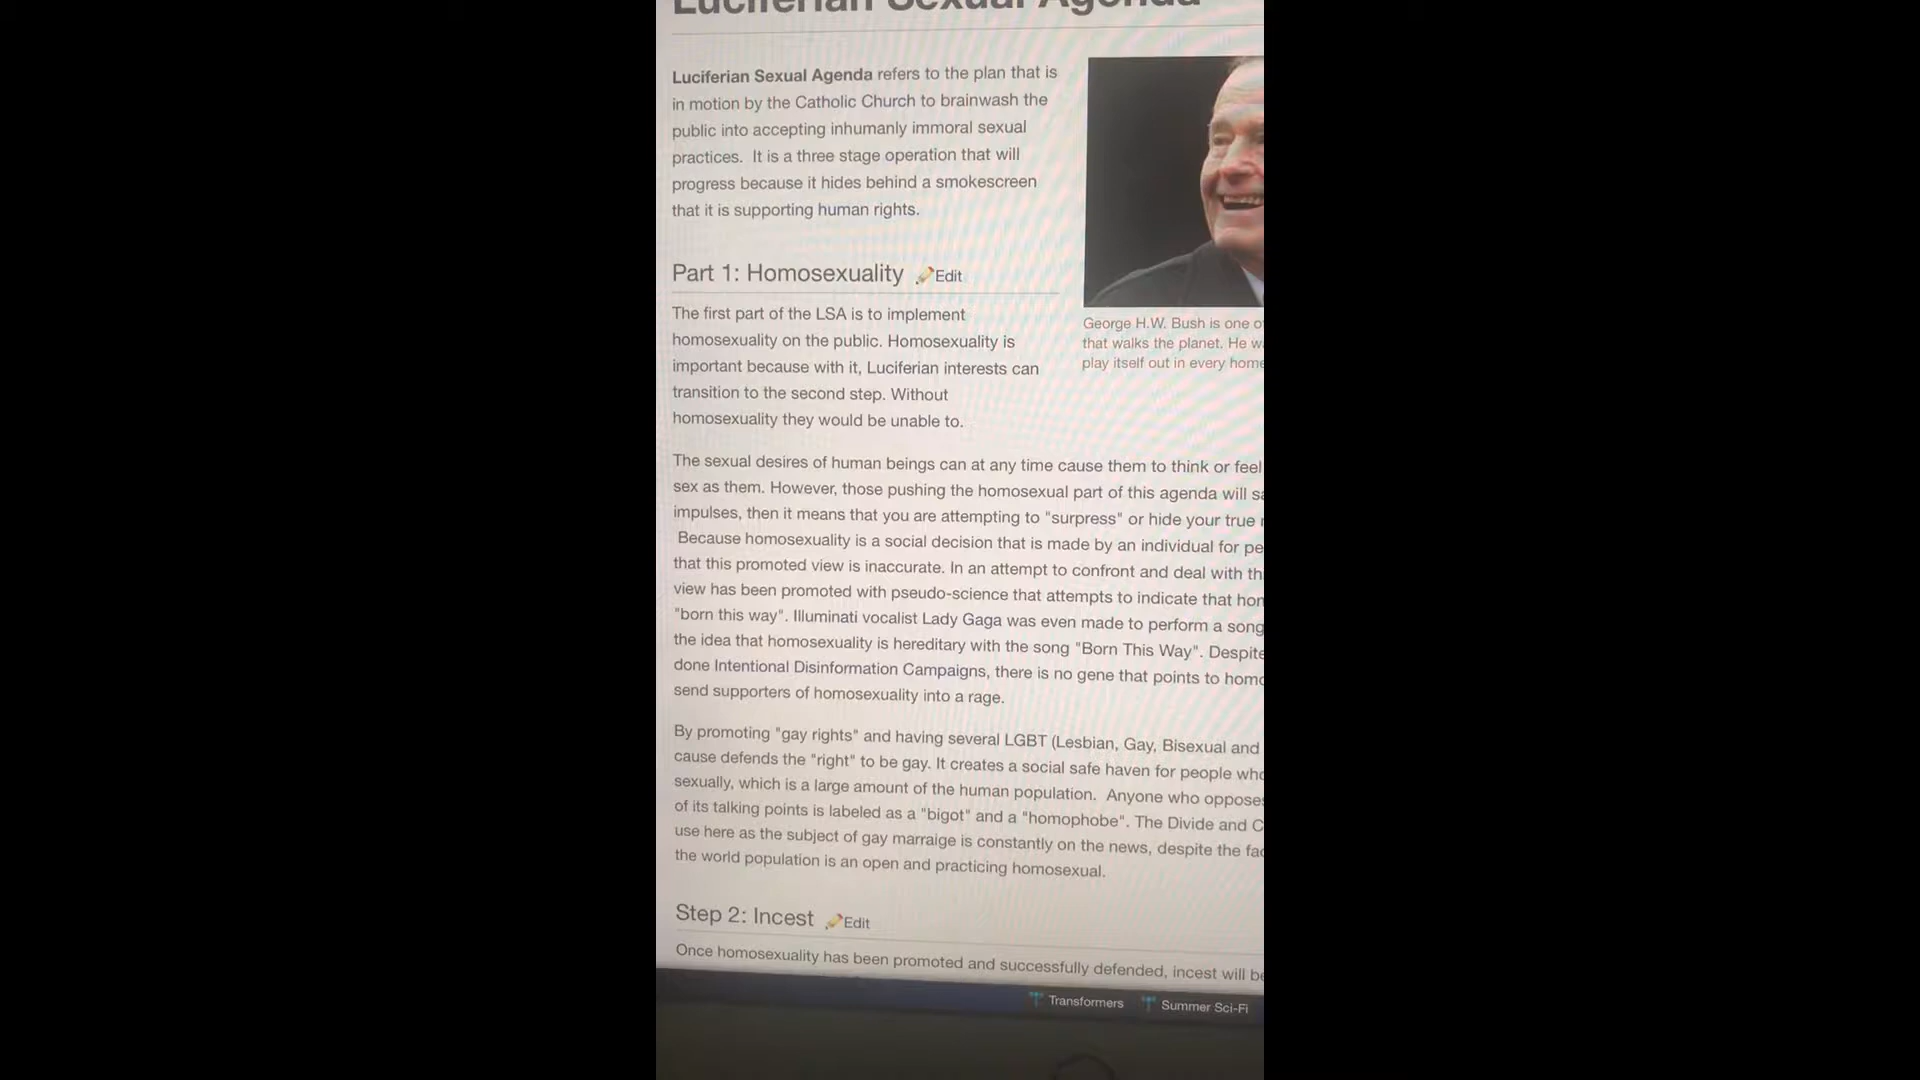 Luciferian Sexual Agenda
Luciferian Sexual Agenda refers to the plan that is
in motion by the Catholic Church to brainwash the
public into accepting inhumanly immoral sexual
practices.  It is a three stage operation that will
progress because it hides behind a smokescreen
that it is supporting human rights.
George H.W. Bush is one
that walks the planet. He
play itself out in every home
Part 1: Homosexuality Edit
The first part of the LSA is to implement
homosexuality on the public. Homosexuality is
important because with it, Luciferian interests can
transition to the second step. Without
homosexuality they would be unable to.
The sexual desires of human beings can at any time cause them to think or feel
sex as them. However, those pushing the homosexual part of this agenda will
impulses, then it means that you are attempting to "surpress" or hide your true
Because homosexuality is a social decision that is made by an individual for
that this promoted view is inaccurate. In an attempt to confront and deal with
view has been promoted with pseudo-science that attempts to indicate that
"born this way". Illuminati vocalist Lady Gaga was even made to perform a song
the idea that homosexuality is hereditary with the song "Born This Way". Despite
done Intentional Disinformation Campaigns, there is no gene that points to
send supporters of homosexuality into a rage.
By promoting "gay rights" and having several LGBT (Lesbian, Gay, Bisexual and
cause defends the "right" to be gay. It creates a social safe haven for people who
sexually, which is a large amount of the human population.  Anyone who opposes
of its talking points is labeled as a "bigot" and a "homophobe". The Divide and
use here as the subject of gay marraige is constantly on the news, despite the
the world population is an open and practicing homosexual.
Step 2: Incest Edit
Once homosexuality has been promoted and successfully defended, incest will
Transformers Summer Sci-Fi